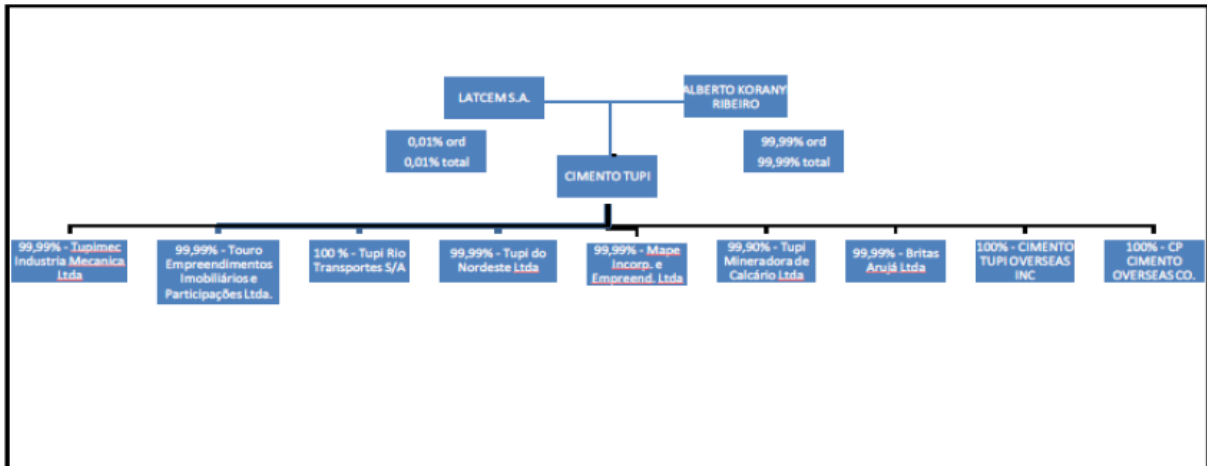 LATCEM S.A.
ALBERTO KORANY
RIBEIRO
0,01% ord
0,01% total
99,99% ord
99,99% total
CIMENTO TUPI
99,99% - Tupimec
Industria Mecanica
Ltda
99,99% - Touro
Empreendimentos
Imobiliários e
Participações Ltda.
100 % - Tupi Rio
Transportes S/A
99,99% - Tupi do
Nordeste Ltda
99,99% - Mape
Incorp. e
Empreend. Ltda
99,90% - Tupi
Mineradora de
Calcário Ltda
99,99% - Britas
Arujá Ltda
100% - CIMENTO
TUPI OVERSEAS
INC
100% - CP
CIMENTO
OVERSEAS CO.